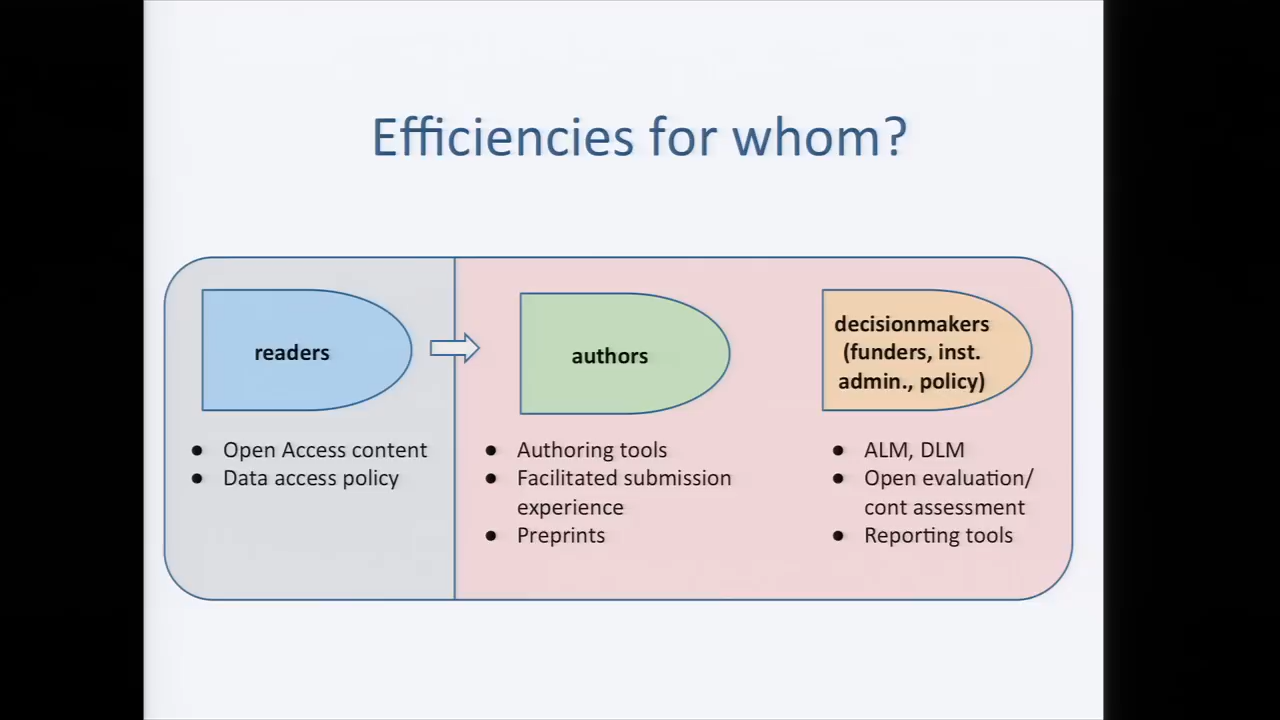 Efficiencies for whom?
readers
authors
decisionmakers
(funders, inst.
admin., policy)
● Open Access content
● Data access policy
● Authoring tools
● Facilitated submission
experience
● Preprints
● ALM, DLM
● Open evaluation/
cont assessment
● Reporting tools